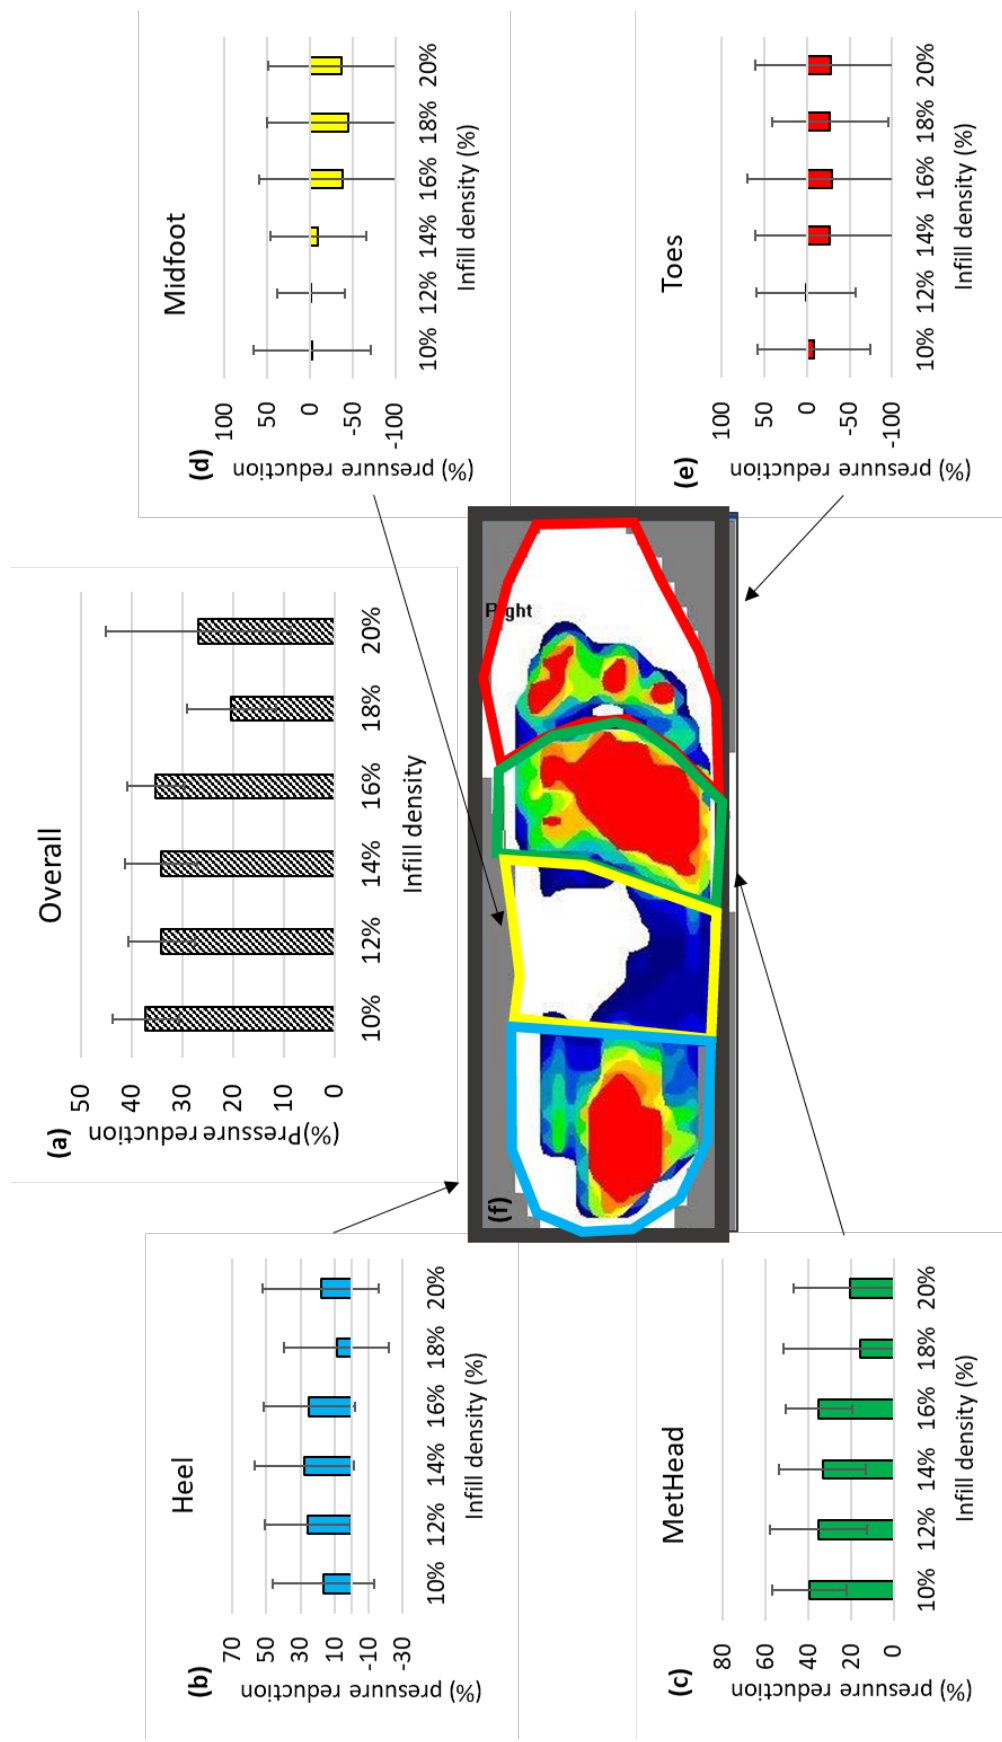 Overall
(a)
(%)Pressure reduction
50
40
30
20
10
0
10% 12% 14% 16% 18% 20%
Infill density
Heel
(b)
(%) pressure reduction
70
50
30
10
-10
-30
10% 12% 14% 16% 18% 20%
Infill density (%)
Midfoot
(d)
(%) pressure reduction
100
50
0
-50
-100
10% 12% 14% 16% 18% 20%
Infill density (%)
(f)
Right
MetHead
(c)
(%) pressure reduction
80
60
40
20
0
10% 12% 14% 16% 18% 20%
Infill density (%)
Toes
(e)
(%) pressure reduction
100
50
0
-50
-100
10% 12% 14% 16% 18% 20%
Infill density (%)